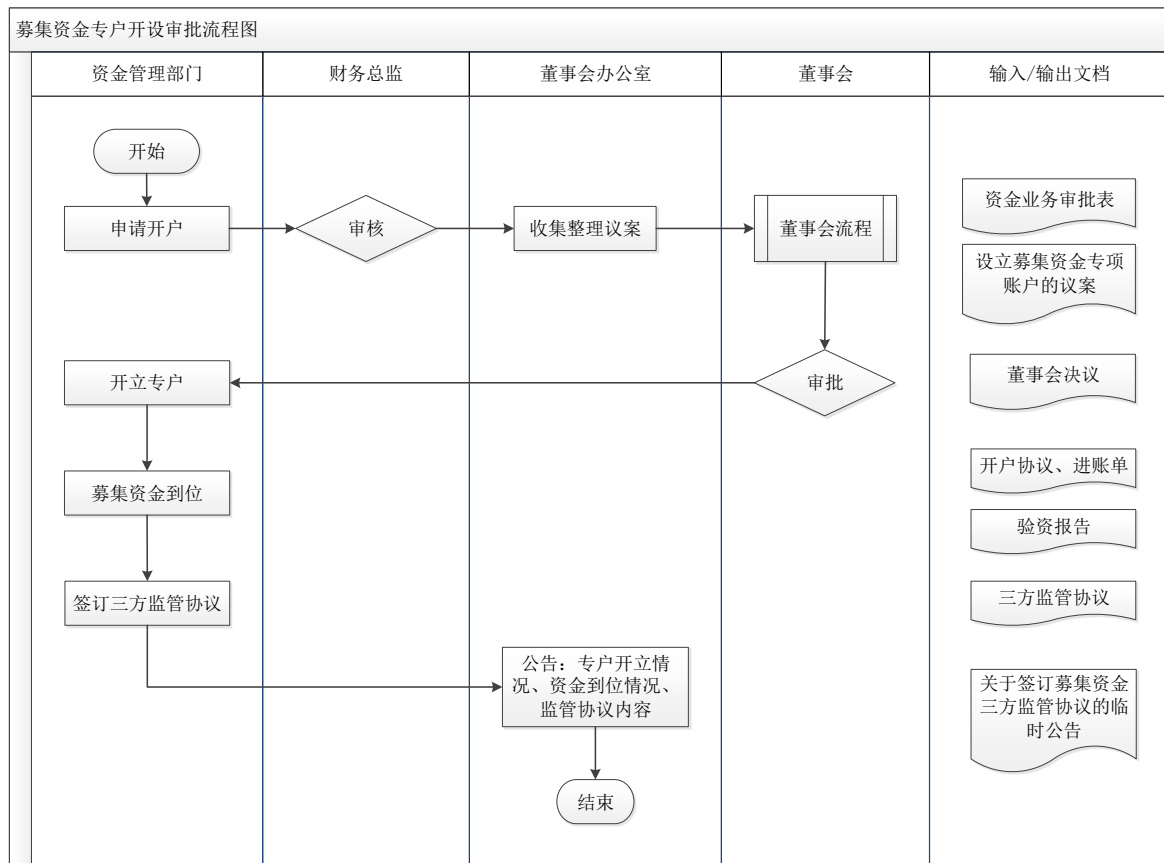 募集资金专户开设审批流程图
资金管理部门
财务总监
董事会办公室
董事会
输入/输出文档
开始
申请开户
审核
收集整理议案
董事会流程
资金业务审批表
设立募集资金专项
账户的议案
开立专户
审批
董事会决议
募集资金到位
开户协议、进账单
验资报告
签订三方监管协议
三方监管协议
公告：专户开立情
况、资金到位情况、
监管协议内容
关于签订募集资金
三方监管协议的临
时公告
结束